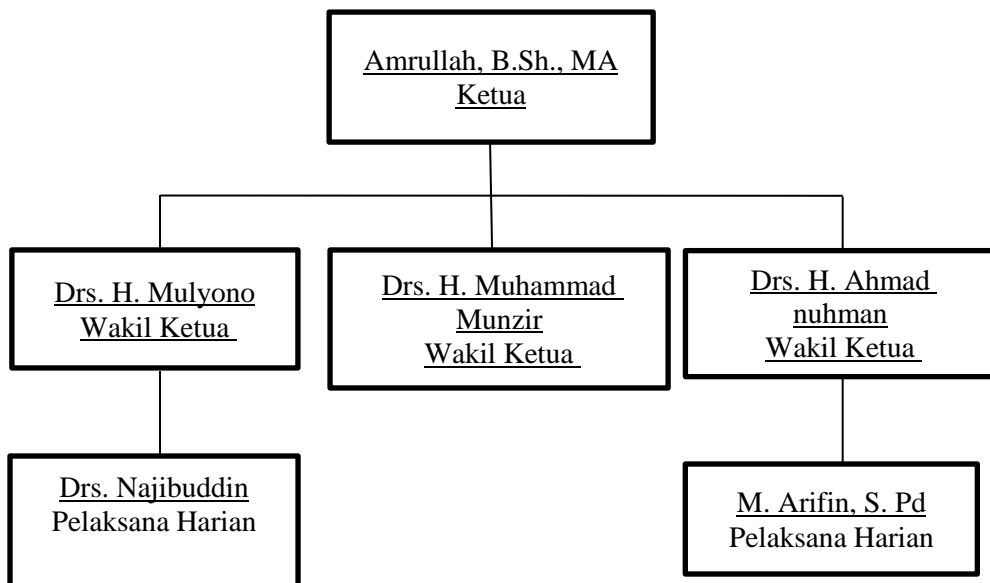 Amrullah, B.Sh., MA
Ketua
Drs. H. Mulyono
Wakil Ketua
Drs. H. Muhammad
Munzir
Wakil Ketua
Drs. H. Ahmad
nuhman
Wakil Ketua
Drs. Najibuddin
Pelaksana Harian
M. Arifin, S. Pd
Pelaksana Harian